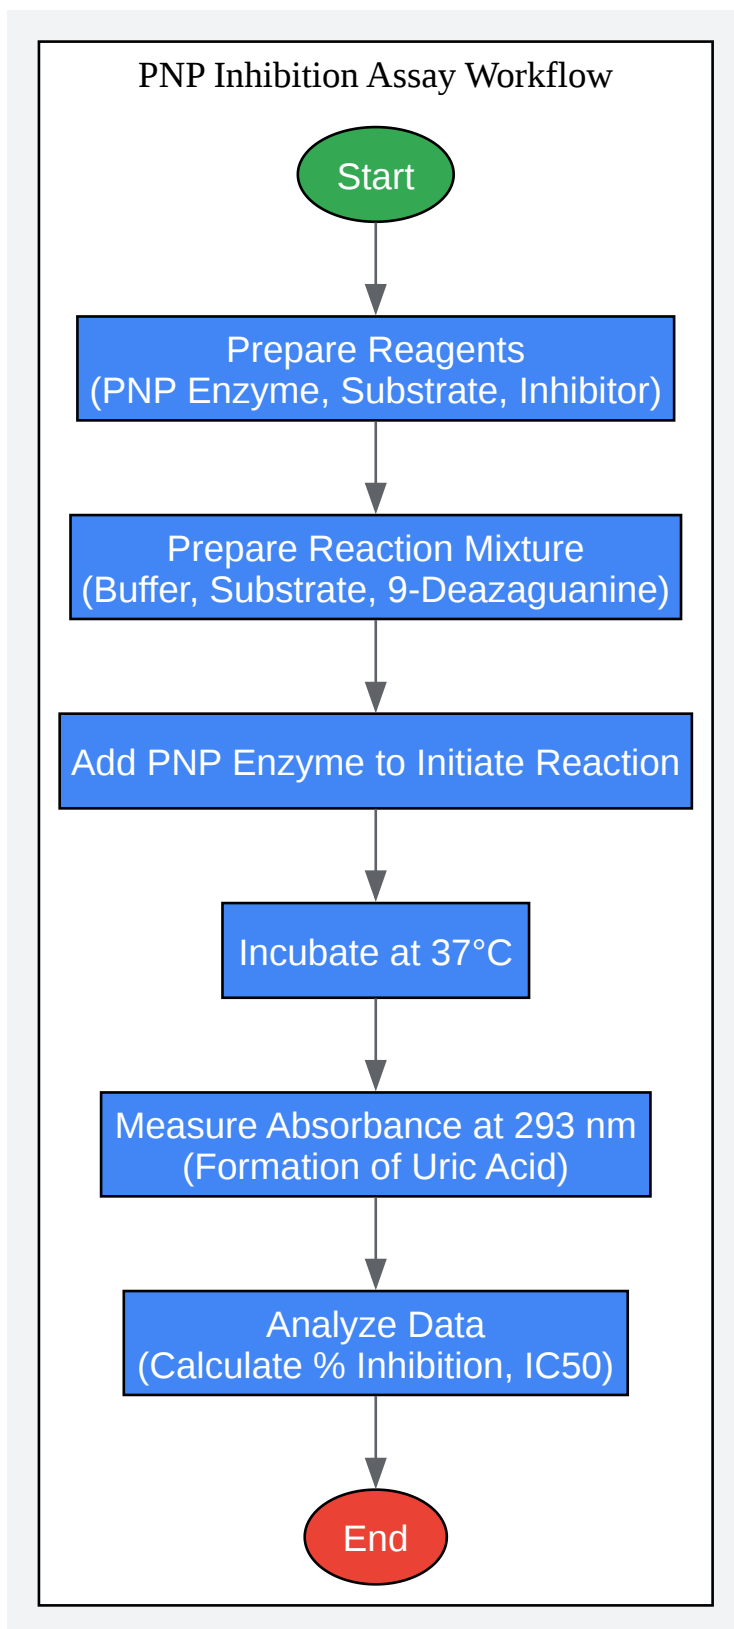 PNP Inhibition Assay Workflow
Start
Prepare Reagents
(PNP Enzyme, Substrate, Inhibitor)
Prepare Reaction Mixture
(Buffer, Substrate, 9-Deazaguanine)
Add PNP Enzyme to Initiate Reaction
Incubate at 37°C
Measure Absorbance at 293 nm
(Formation of Uric Acid)
Analyze Data
(Calculate % Inhibition, IC50)
End